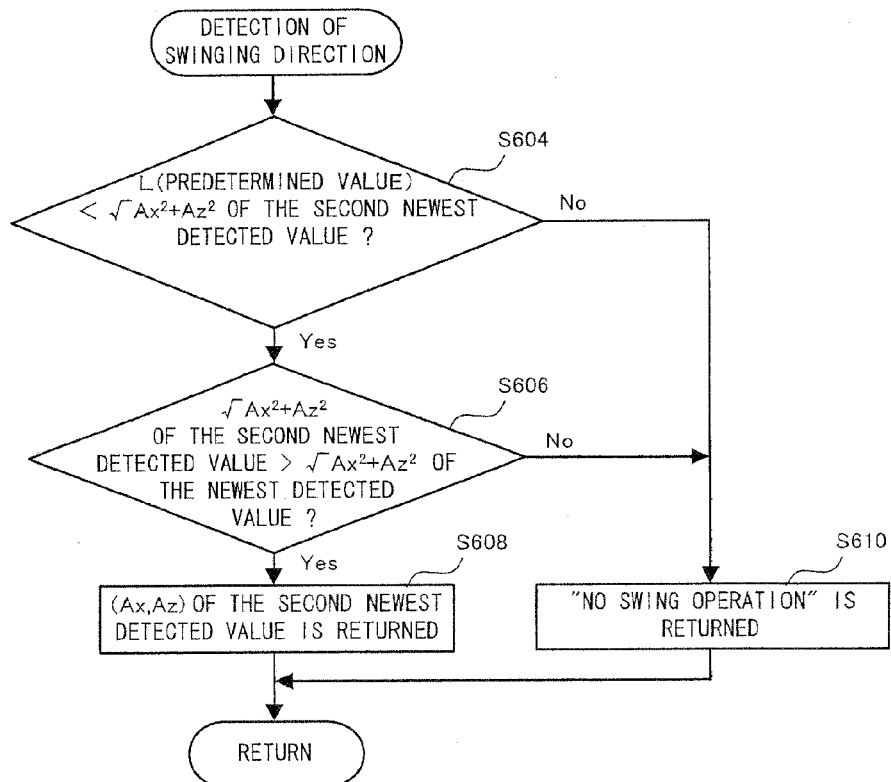 DETECTION OF
SWINGING DIRECTION
S604
L(PREDETERMINED VALUE)
< √Ax²+Az² OF THE SECOND NEWEST
DETECTED VALUE ?
No
Yes
S606
√Ax²+Az²
OF THE SECOND NEWEST
DETECTED VALUE > √Ax²+Az² OF
THE NEWEST DETECTED
VALUE ?
No
Yes
S608
(Ax,Az) OF THE SECOND NEWEST
DETECTED VALUE IS RETURNED
S610
"NO SWING OPERATION" IS
RETURNED
RETURN